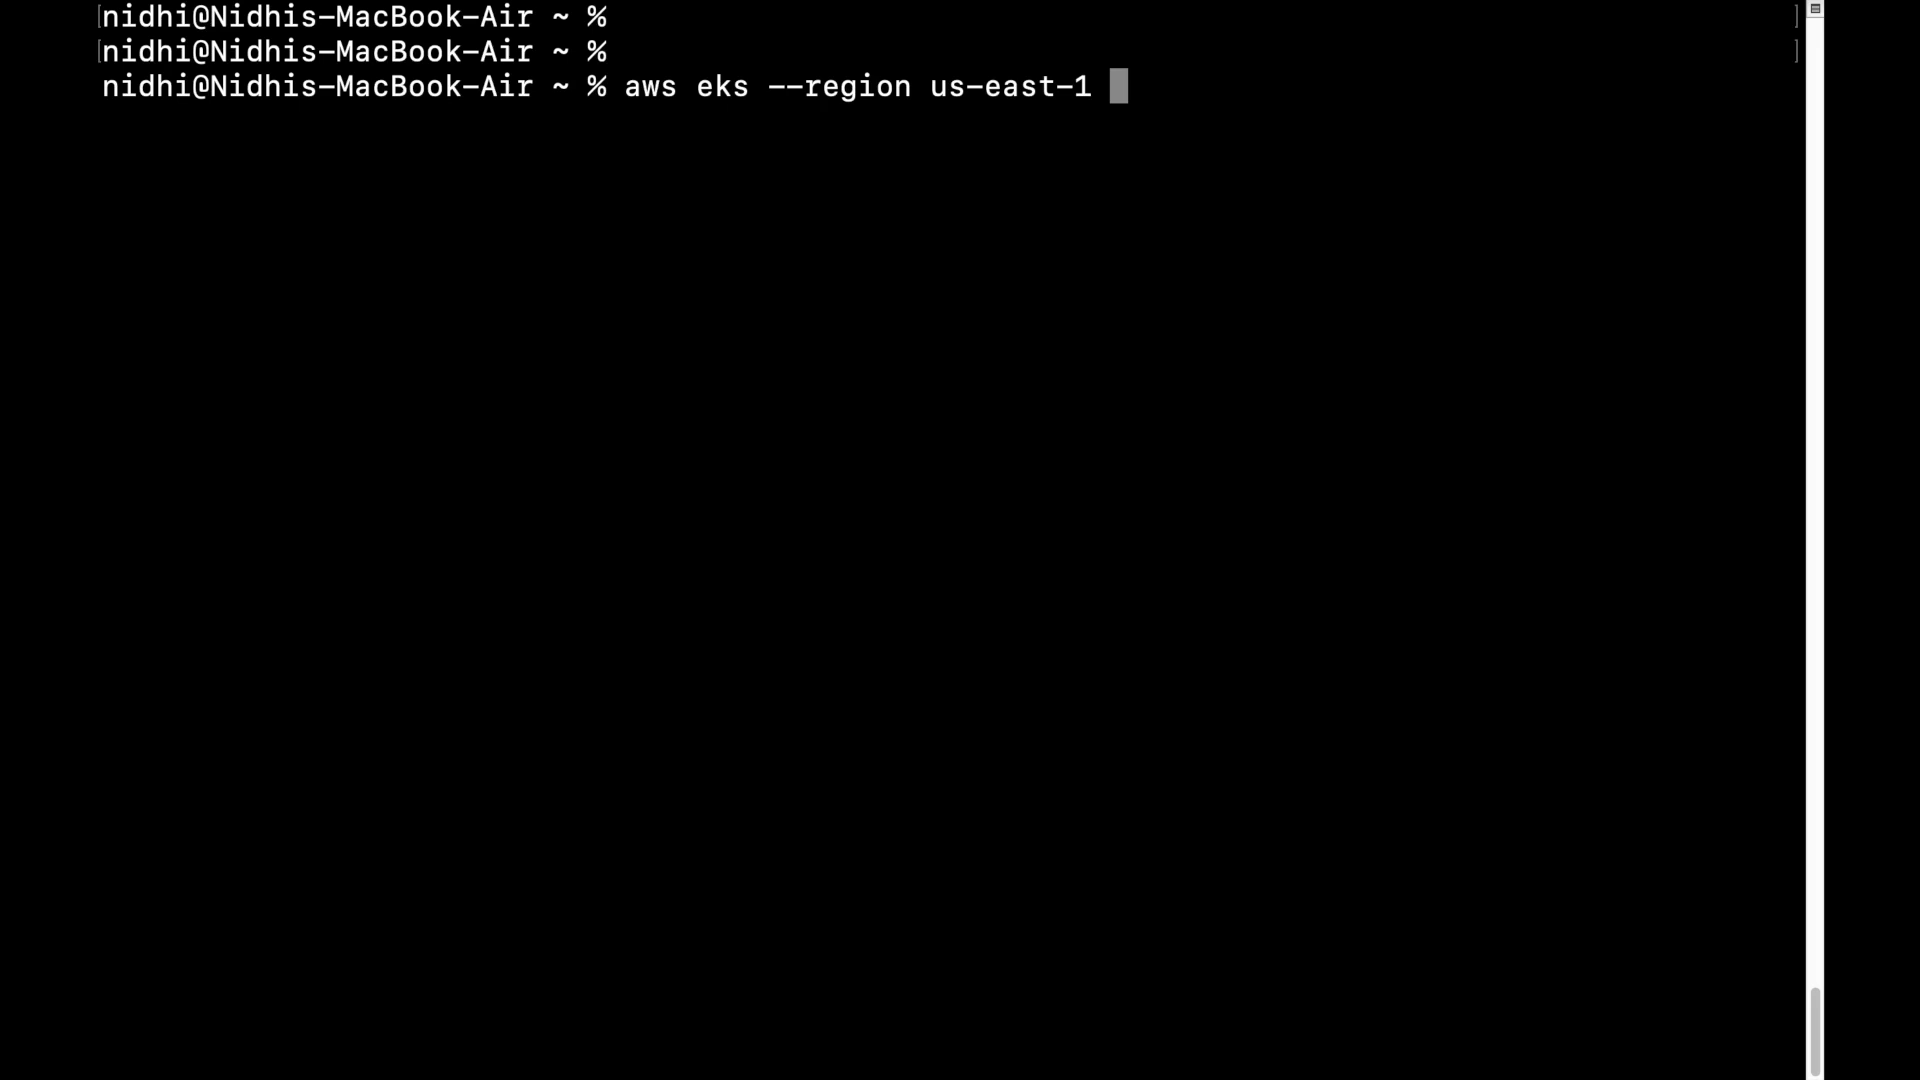 [nidhi@Nidhis-MacBook-Air ~ % ]
[nidhi@Nidhis-MacBook-Air ~ % ]
nidhi@Nidhis-MacBook-Air ~ % aws eks --region us-east-1